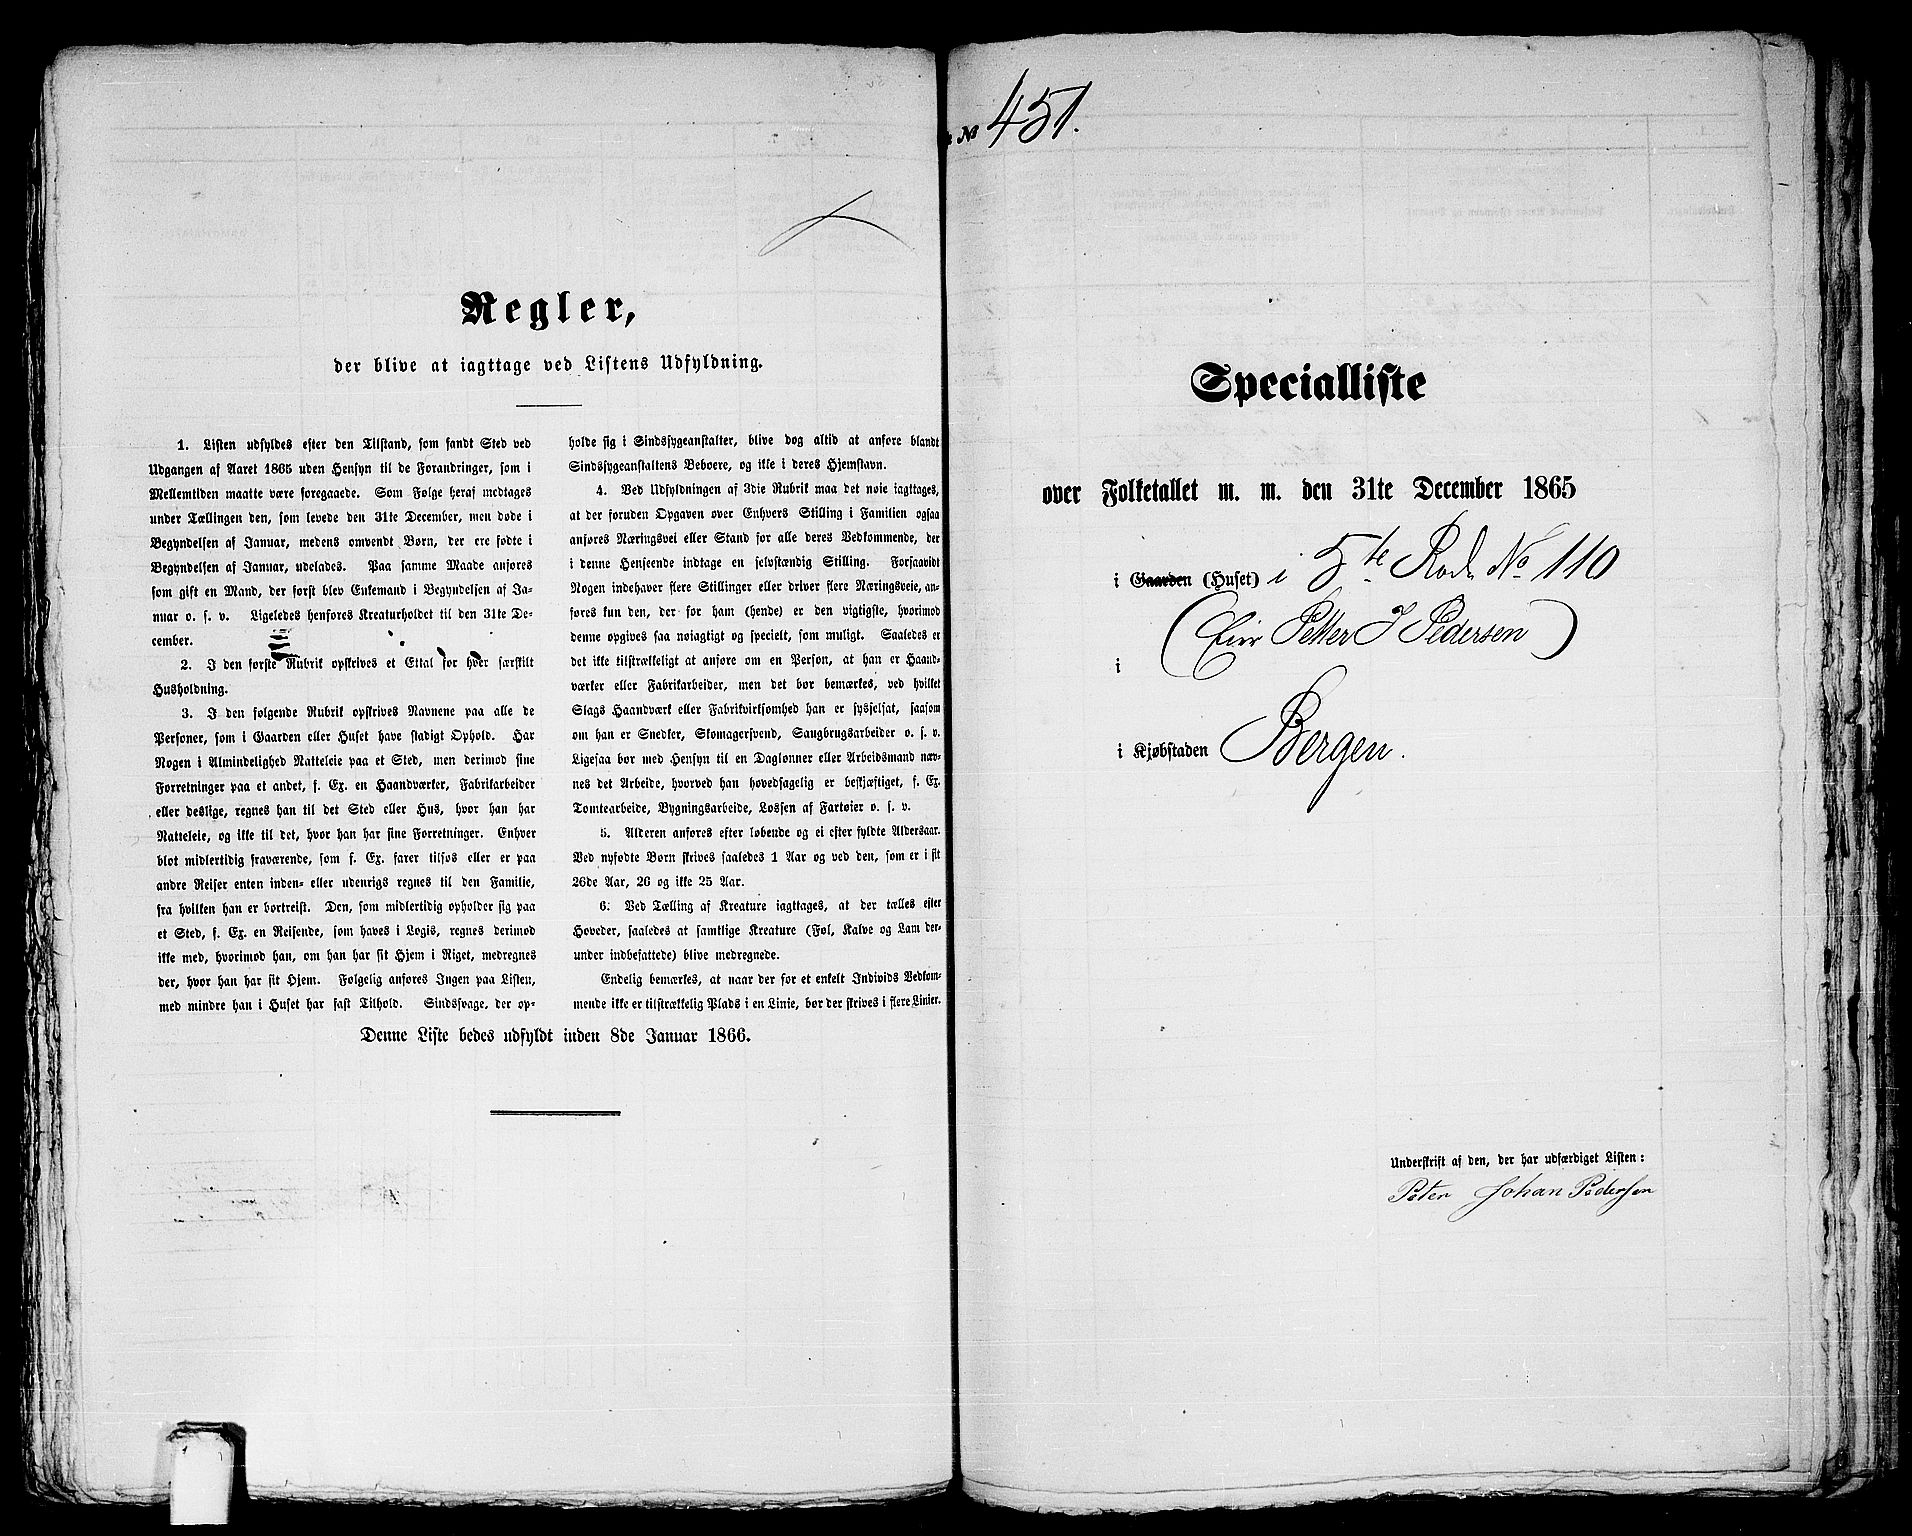 Regler,
der blive at iagttage ved Listens Udfyldning.
1. Listen udfyldes efter den Tilstand, som fandt Sted ved
Udgangen af Aaret 1865 uden Hensyn til de Forandringer, som i
Mellemtiden maatte være foregaaede. Som Følge heraf medtages
under Tællingen den, som levede den 31te December, men døde i
Begyndelsen af Januar, medens omvendt Børn, der ere fødte i
Begyndelsen af Januar, udelades. Paa samme Maade anføres
som gift en Mand, der først blev Enkemand i Begyndelsen af Ja-
nuar o. s. v. Ligeledes henføres Kreaturholdet til den 31te De-
cember.
2. I den første Rubrik opskrives et Ettal for hver særskilt
Husholdning.
3. I den følgende Rubrik opskrives Navnene paa alle de
Personer, som i Gaarden eller Huset have stadigt Ophold. Har
Nogen i Almindelighed Natteleie paa et Sted, men derimod sine
Forretninger paa et andet, f. Ex. en Haandværker, Fabrikarbeider
eller deslige, regnes han til det Sted eller Hus, hvor han har
Natteleie, og ikke til det, hvor han har sine Forretninger. Enhver
blot midlertidig fraværende, som f. Ex. farer tilsøs eller er paa
andre Reiser enten inden- eller udenrigs regnes til den Familie,
fra hvilken han er bortreist. Den, som midlertidig opholder sig paa
et Sted, f. Ex. en Reisende, som haves i Logis, regnes derimod
ikke med, hvorimod han, om han har sit Hjem i Riget, medregnes
der, hvor han har sit Hjem. Følgelig anføres Ingen paa Listen,
med mindre han i Huset har fast Tilhold. Sindssvage, der op-
holde sig i Sindssygeanstalter, blive dog altid at anføre blandt
Sindssygeanstaltens Beboere, og ikke i deres Hjemstavn.
4. Ved Udfyldningen af 3die Rubrik maa det nøie iagttages,
at der foruden Opgaven over Enhvers Stilling i Familien ogsaa
anføres Næringsvei eller Stand for alle deres Vedkommende, der
i denne Henseende indtage en selvstændig Stilling. Forsaavidt
Nogen indehaver flere Stillinger eller driver flere Næringsveie, an-
føres kun den, der for ham (hende) er den vigtigste, hvorimod
denne opgives saa nøiagtigt og specielt, som muligt. Saaledes er
det ikke tilstrækkeligt at anføre om en Person, at han er Haand-
værker eller Fabrikarbeider, men det bør bemærkes, ved hvilket
Slags Haandværk eller Fabrikvirksomhed han er sysselsat, saasom
om han er Snedker, Skomagersvend, Saugbrugsarbeider o. s. v.
Ligesaa bør med Hensyn til en Daglønner eller Arbeidsmand næv-
nes det Arbeide, hvorved han hovedsagelig er beskjæftiget, f. Ex.
Tomtearbeide, Bygningsarbeide, Lossen af Fartøier o. s. v.
5. Alderen anføres efter løbende og ei efter fyldte Aldersaar.
Ved nyfødte Børn skrives saaledes 1 Aar og ved den, som er i sit
26de Aar, 26 og ikke 25 Aar.
6. Ved Tælling af Kreature iagttages, at der tælles efter
Hoveder, saaledes at samtlige Kreature (Føl, Kalve og Lam der-
under indbefattede) blive medregnede.
Endelig bemærkes, at naar der for et enkelt Individs Vedkom-
mende ikke er tilstrækkelig Plads i en Linie, bør der skrives i flere Linier.
Denne Liste bedes udfyldt inden 8de Januar 1866.
No 451.
Specialliste
over Folketallet m. m. den 31te December 1865
i Gaarden (Huset) i 5te Rode No 110
i (Eier Petter J Pedersen)
i Kjøbstaden Bergen.
Underskrift af den, der har udfærdiget Listen:
Peter Johan Pedersen